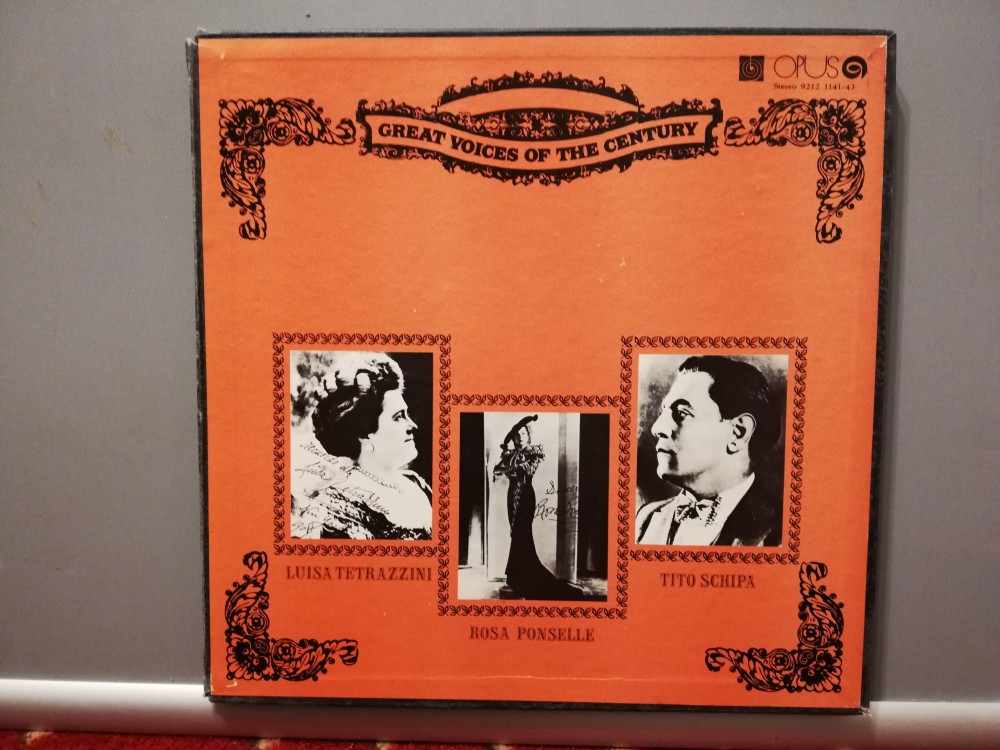 OPUS
Stereo 9212 1141-43
GREAT VOICES OF THE CENTURY
LUISA TETRAZZINI
TITO SCHIPA
ROSA PONSELLE